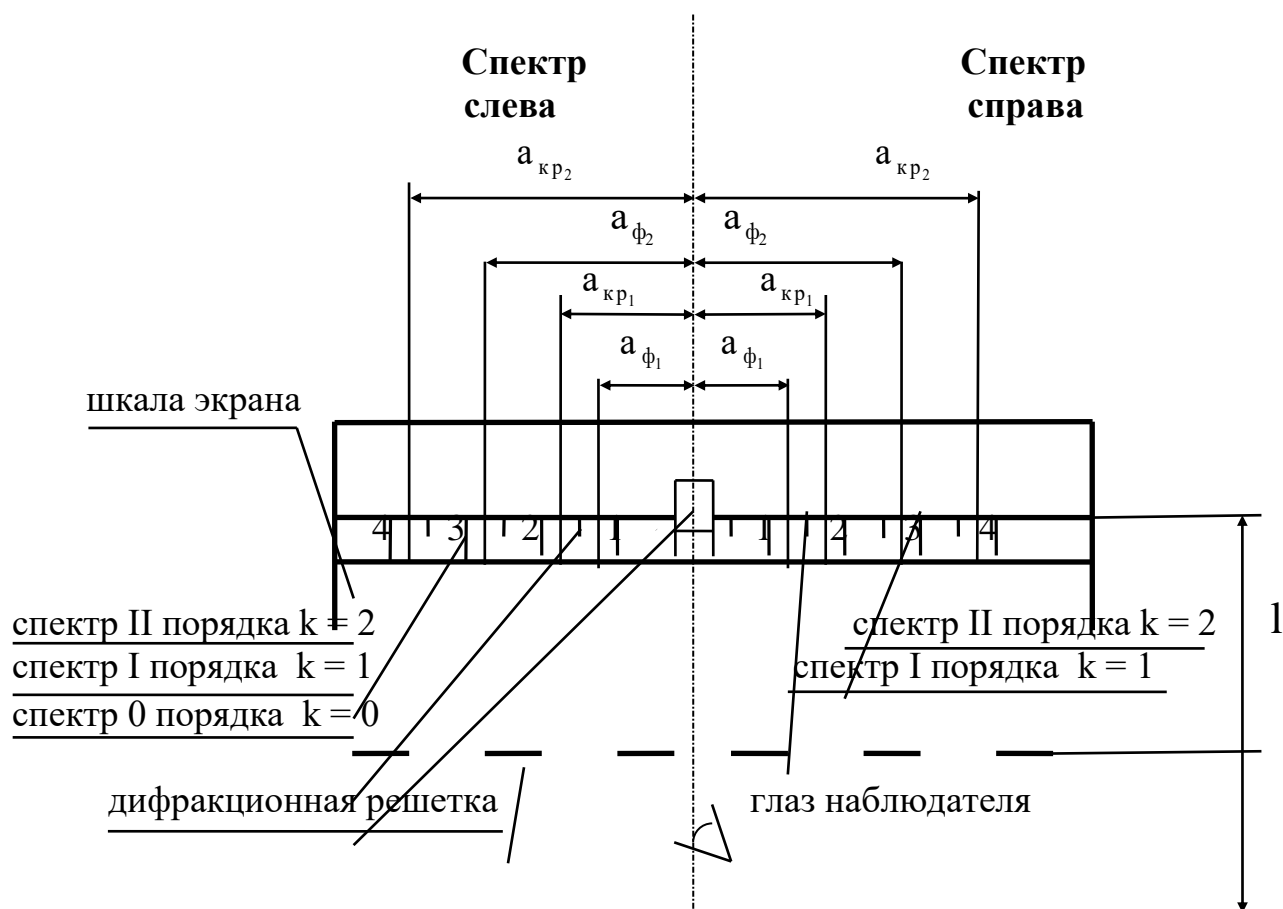 Спектр
слева
Спектр
справа
а кр₂
а кр₂
а ф₂
а ф₂
а кр₁
а кр₁
а ф₁
а ф₁
шкала экрана
4 3 2 1 1 2 3 4
спектр II порядка k = 2
спектр I порядка k = 1
спектр 0 порядка k = 0
спектр II порядка k = 2
спектр I порядка k = 1
l
дифракционная решетка
глаз наблюдателя